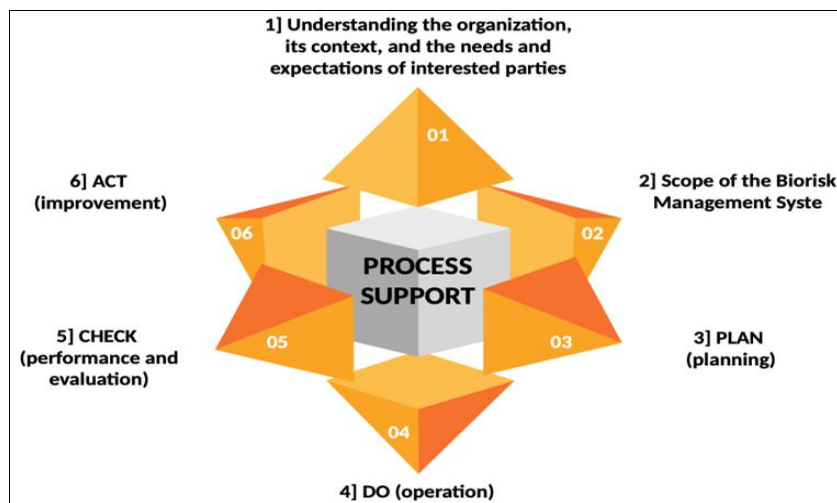 1] Understanding the organization,
its context, and the needs and
expectations of interested parties
01
6] ACT
(improvement)
2] Scope of the Biorisk
Management Syste
06
02
PROCESS
SUPPORT
5] CHECK
(performance and
evaluation)
05
03
3] PLAN
(planning)
04
4] DO (operation)